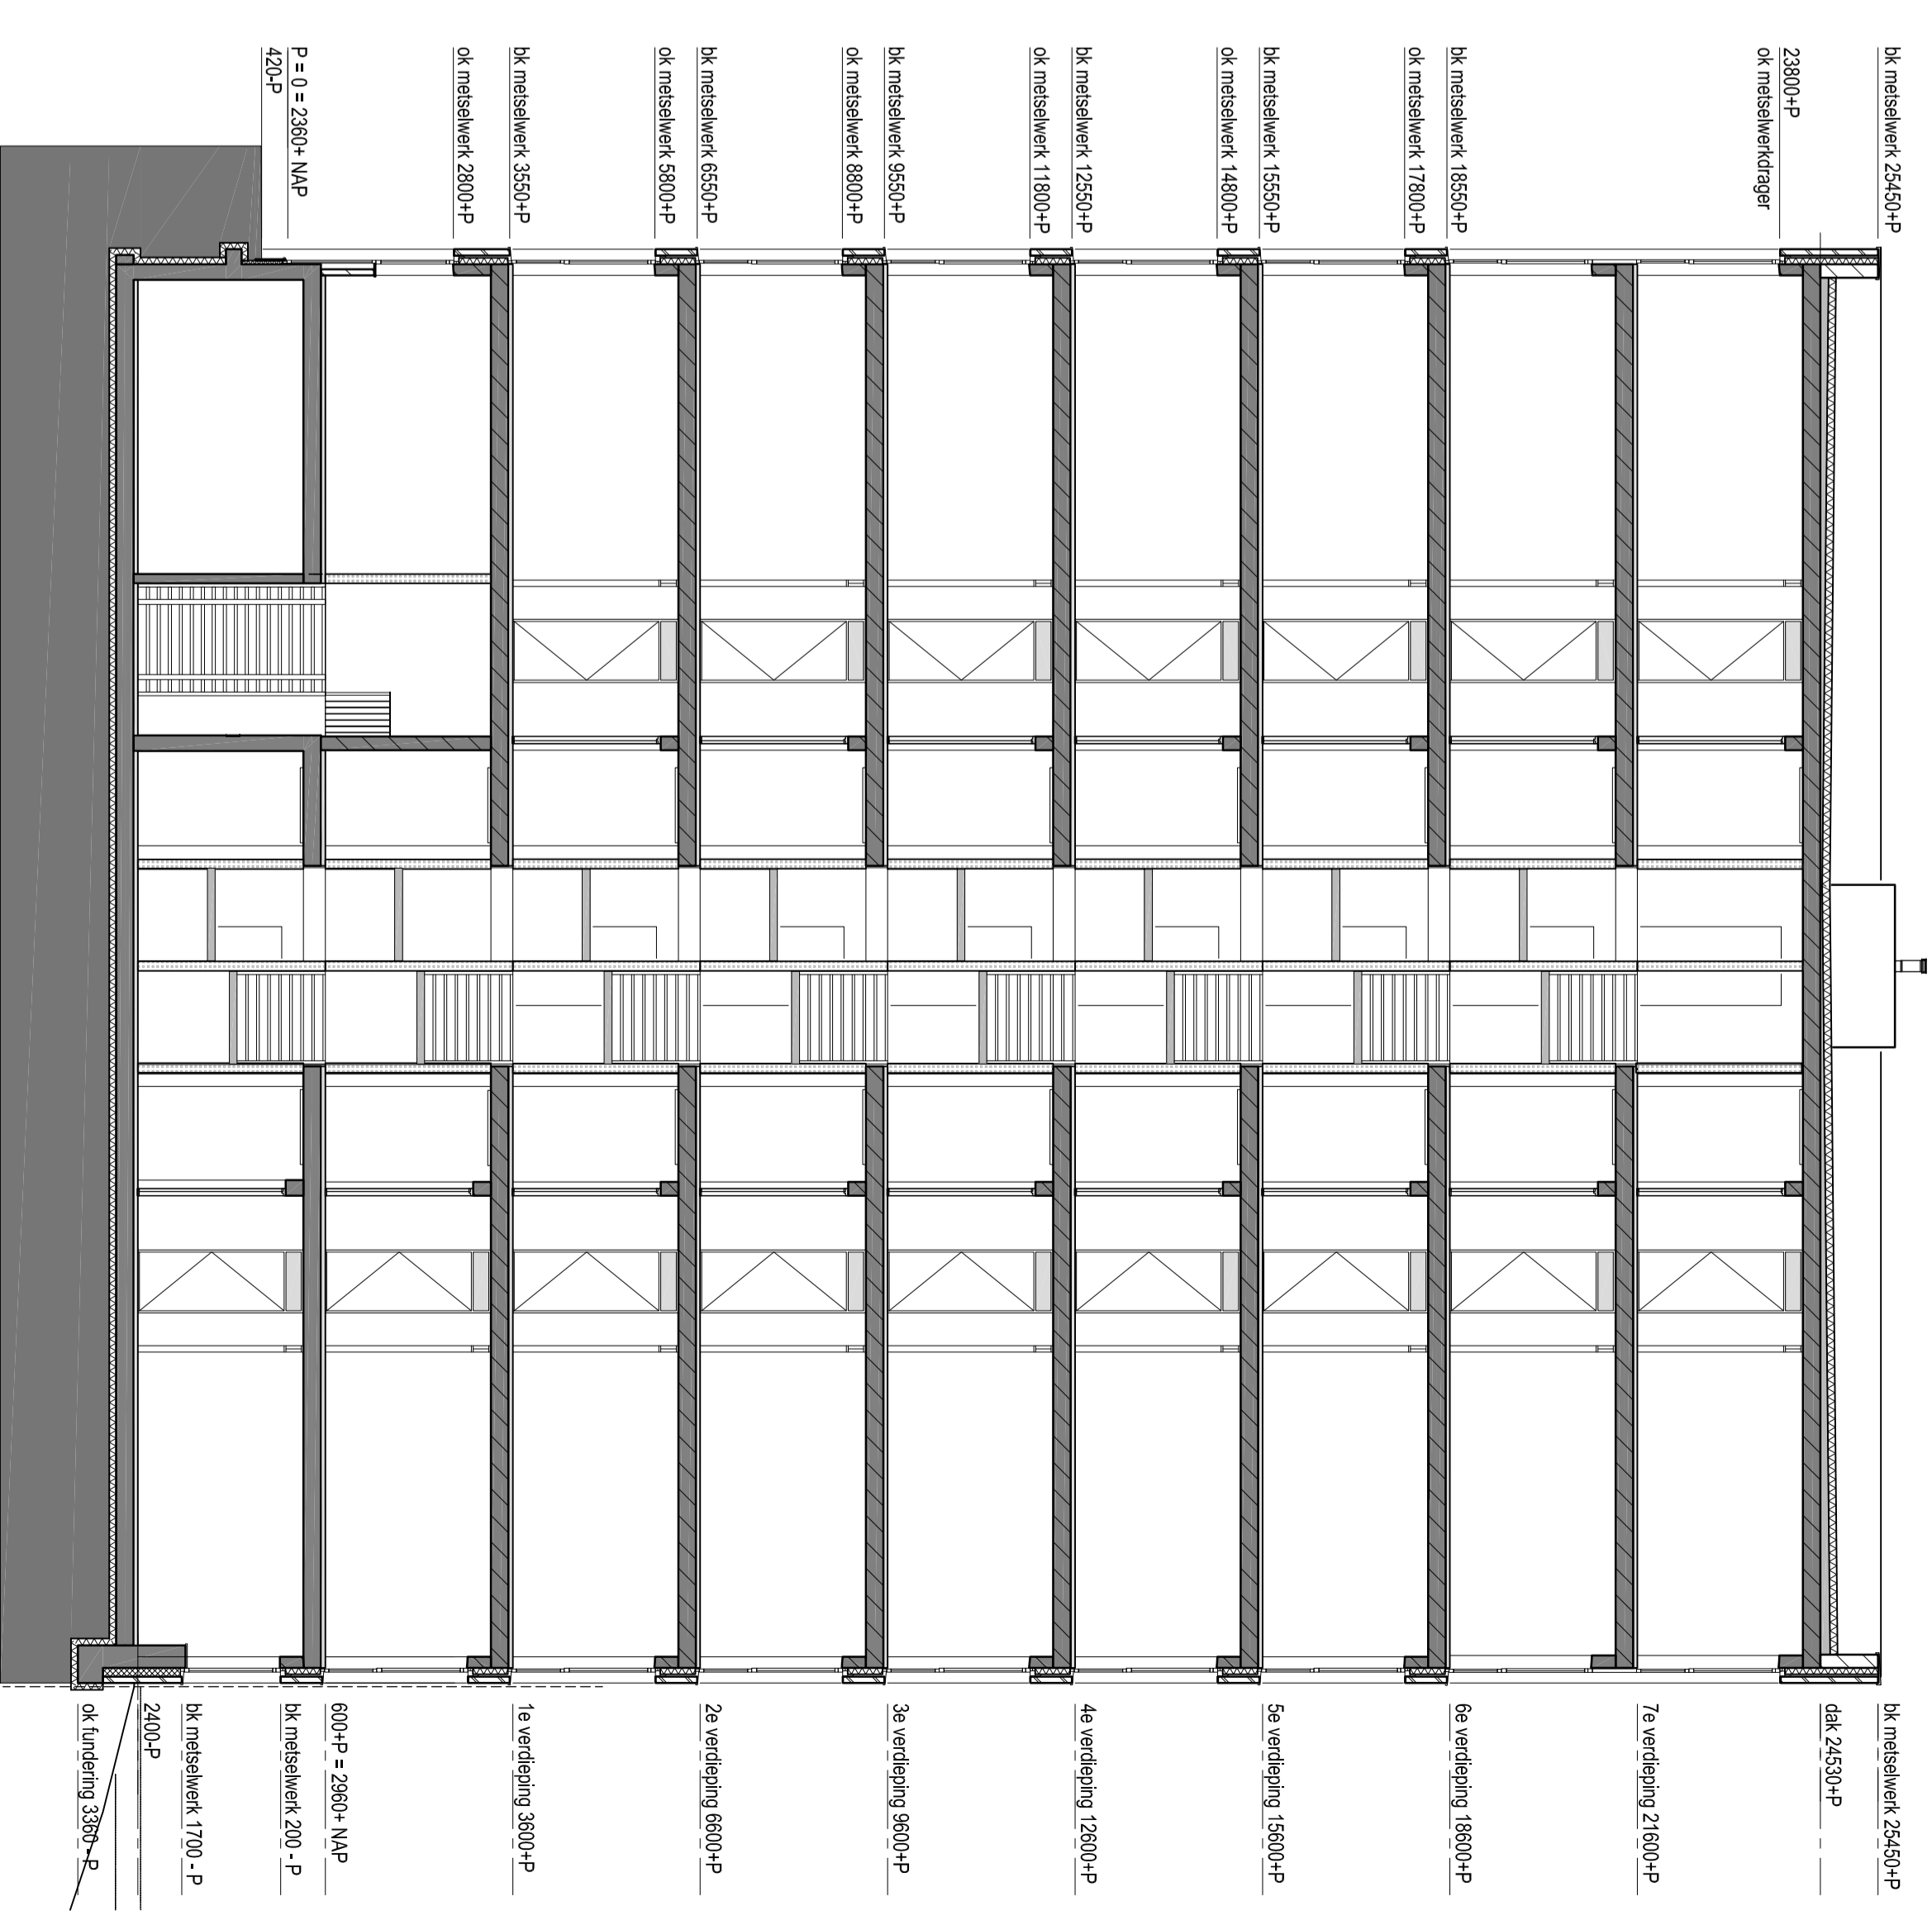 bk metselwerk 25450+P
23800+P
ok metselwerkdrager
bk metselwerk 18550+P
ok metselwerk 17800+P
bk metselwerk 15550+P
ok metselwerk 14800+P
bk metselwerk 12550+P
ok metselwerk 11800+P
bk metselwerk 9550+P
ok metselwerk 8800+P
bk metselwerk 6550+P
ok metselwerk 5800+P
bk metselwerk 3550+P
ok metselwerk 2800+P
P = 0 = 2360+ NAP
420-P
bk metselwerk 25450+P
dak 24530+P
7e verdieping 21600+P
6e verdieping 18600+P
5e verdieping 15600+P
4e verdieping 12600+P
3e verdieping 9600+P
2e verdieping 6600+P
1e verdieping 3600+P
600+P = 2960+ NAP
bk metselwerk 200 - P
bk metselwerk 1700 - P
2400-P
ok fundering 3360 - P